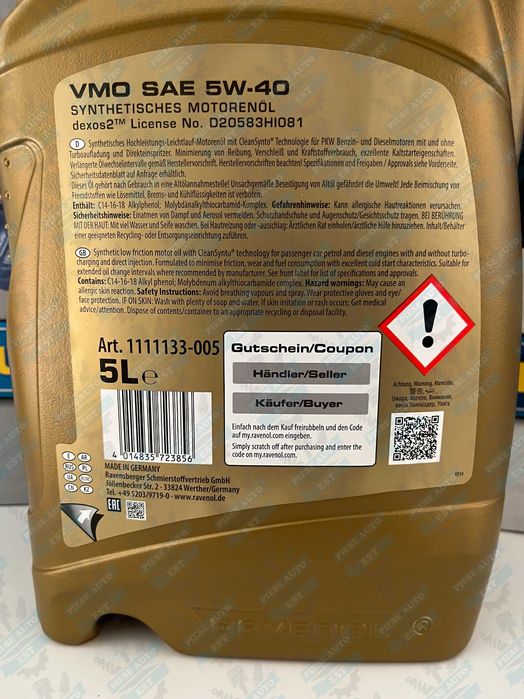 VMO SAE 5W-40
SYNTHETISCHES MOTORENÖL
dexos2™ License No. D20583HI081
D Synthetisches Hochleistungs-Leichtlauf-Motorenöl mit CleanSynto® Technologie für PKW Benzin- und Dieselmotoren mit und ohne
Turboaufladung und Direkteinspritzer. Minimierung von Reibung, Verschleiß und Kraftstoffverbrauch, exzellente Kaltstarteigenschaften.
Verlängerte Ölwechselintervalle gemäß Herstellervorschrift. Herstellervorschriften beachten! Spezifikationen und Freigaben / Approvals siehe Vorderseite.
Sicherheitsdatenblatt auf Anfrage erhältlich.
Dieses Öl gehört nach Gebrauch in eine Altölannahmestelle! Unsachgemäße Beseitigung von Altöl gefährdet die Umwelt! Jede Beimischung von
Fremdstoffen wie Lösemittel, Brems- und Kühlflüssigkeiten ist verboten.
Enthält: C14-16-18 Alkylphenol; Molybdänalkylthiocarbamid-Komplex. Gefahrenhinweise: Kann allergische Hautreaktionen verursachen.
Sicherheitshinweise: Einatmen von Dampf und Aerosol vermeiden. Schutzhandschuhe und Augenschutz/Gesichtsschutz tragen. BEI BERÜHRUNG
MIT DER HAUT: Mit viel Wasser und Seife waschen. Bei Hautreizung oder -ausschlag: Ärztlichen Rat einholen/ärztliche Hilfe hinzuziehen. Inhalt/Behälter
einer geeigneten Recycling- oder Entsorgungseinrichtung zuführen.
GB Synthetic low friction motor oil with CleanSynto® technology for passenger car petrol and diesel engines with and without turbo-
charging and direct injection. Formulated to minimise friction, wear and fuel consumption with excellent cold start characteristics. Suitable for
extended oil change intervals where recommended by manufacturer. See front label for list of specifications and approvals.
Contains: C14-16-18 Alkyl phenol; Molybdenum alkylthiocarbamide complex. Hazard warnings: May cause an
allergic skin reaction. Safety Instructions: Avoid breathing vapours and spray. Wear protective gloves and eye/
face protection. IF ON SKIN: Wash with plenty of soap and water. If skin irritation or rash occurs: Get medical
advice/attention. Dispose of contents/container to an appropriate recycling or disposal facility.
Art. 1111133-005
5L e
4 014835 723856
Gutschein/Coupon
Händler/Seller
Käufer/Buyer
Einfach nach dem Kauf freirubbeln und den Code
auf my.ravenol.com eingeben.
Simply scratch off after purchasing and enter the
code on my.ravenol.com.
Achtung, Warning, Atención,
Uwaga, Atenție, Внимание,
MADE IN GERMANY
Ravensberger Schmierstoffvertrieb GmbH
Jöllenbecker Str. 2 - 33824 Werther/Germany
Tel. +49 5203/9719-0 - www.ravenol.de
EAC
RAVENOL®
PIESE AUTO
EST